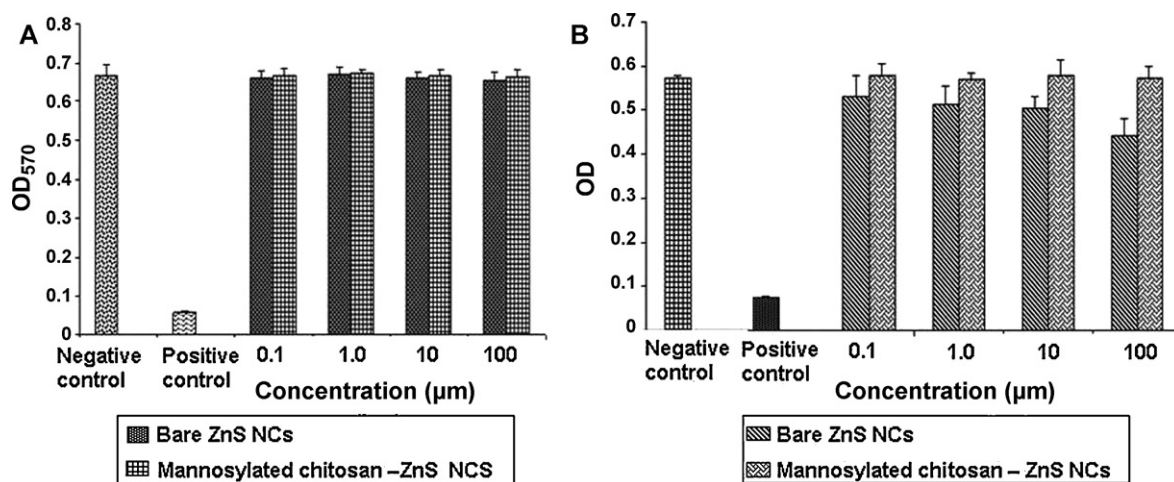 A
0.8
0.7
0.6
0.5
0.4
0.3
0.2
0.1
0
OD570
Negative control
Positive control
0.1
1.0
10
100
Concentration (µm)
Bare ZnS NCs
Mannosylated chitosan –ZnS NCS
B
0.7
0.6
0.5
0.4
0.3
0.2
0.1
0
OD
Negative control
Positive control
0.1
1.0
10
100
Concentration (µm)
Bare ZnS NCs
Mannosylated chitosan – ZnS NCs